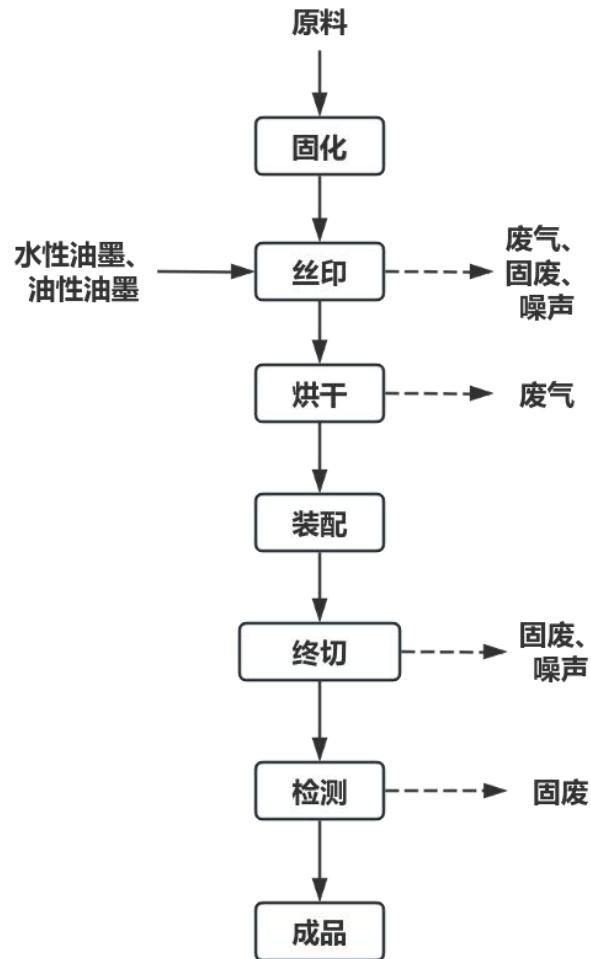 原料
固化
水性油墨、
油性油墨
丝印
废气、
固废、
噪声
烘干
废气
装配
终切
固废、
噪声
检测
固废
成品